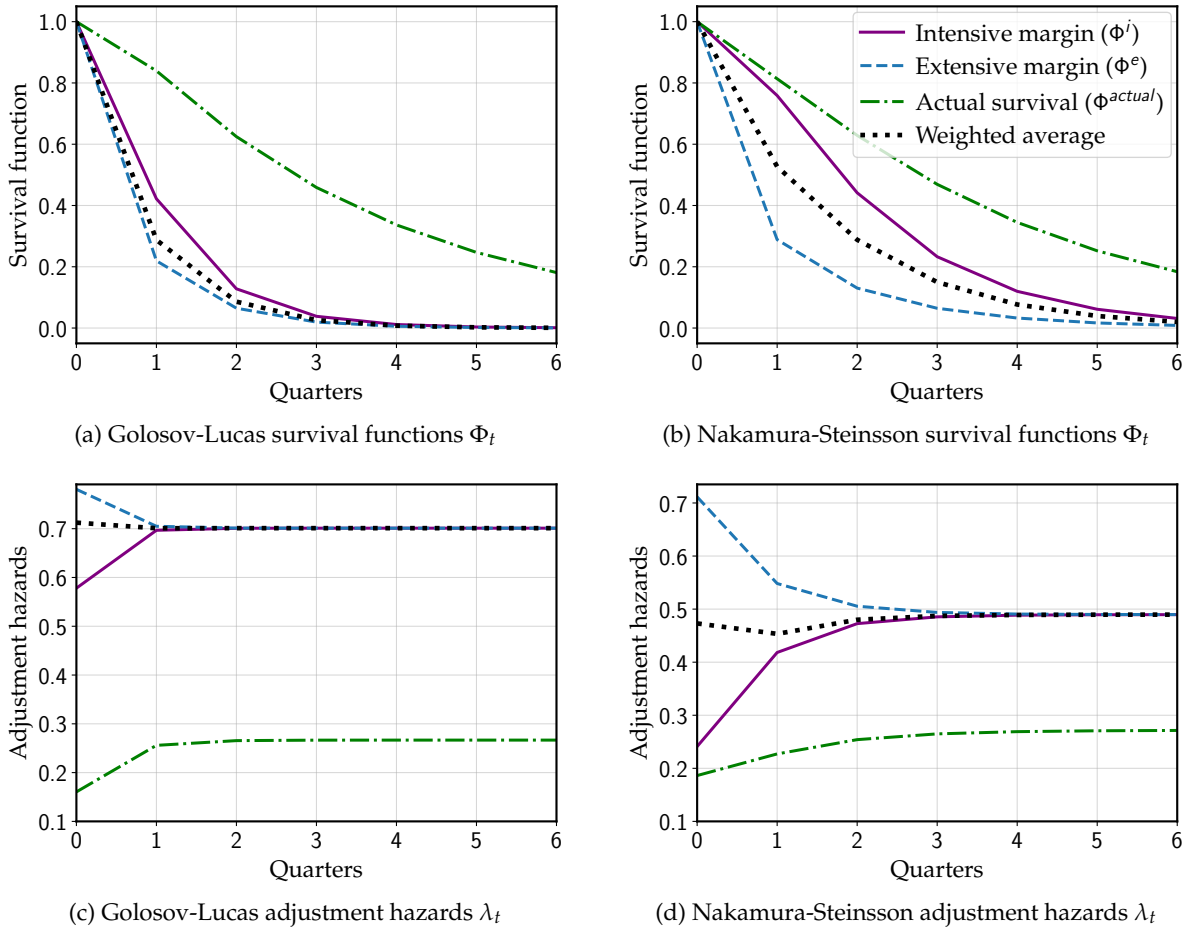 1.0
0.8
0.6
0.4
0.2
0.0
Survival function
0 1 2 3 4 5 6
Quarters
(a) Golosov-Lucas survival functions Φt
1.0
0.8
0.6
0.4
0.2
0.0
Survival function
Intensive margin (Φ^i)
Extensive margin (Φ^e)
Actual survival (Φ^actual)
Weighted average
0 1 2 3 4 5 6
Quarters
(b) Nakamura-Steinsson survival functions Φt
0.7
0.6
0.5
0.4
0.3
0.2
0.1
Adjustment hazards
0 1 2 3 4 5 6
Quarters
(c) Golosov-Lucas adjustment hazards λt
0.7
0.6
0.5
0.4
0.3
0.2
0.1
Adjustment hazards
0 1 2 3 4 5 6
Quarters
(d) Nakamura-Steinsson adjustment hazards λt